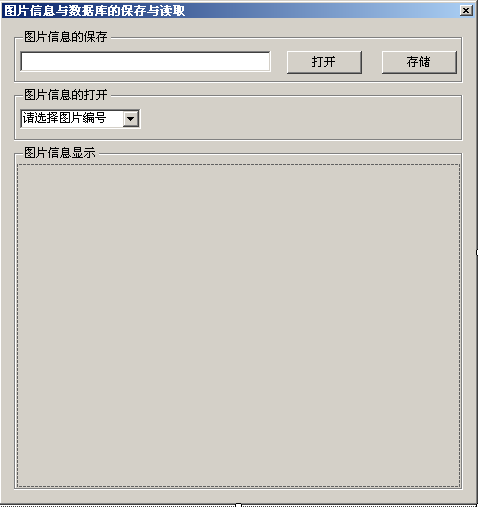 图片信息与数据库的保存与读取
图片信息的保存
打开
存储
图片信息的打开
请选择图片编号
图片信息显示